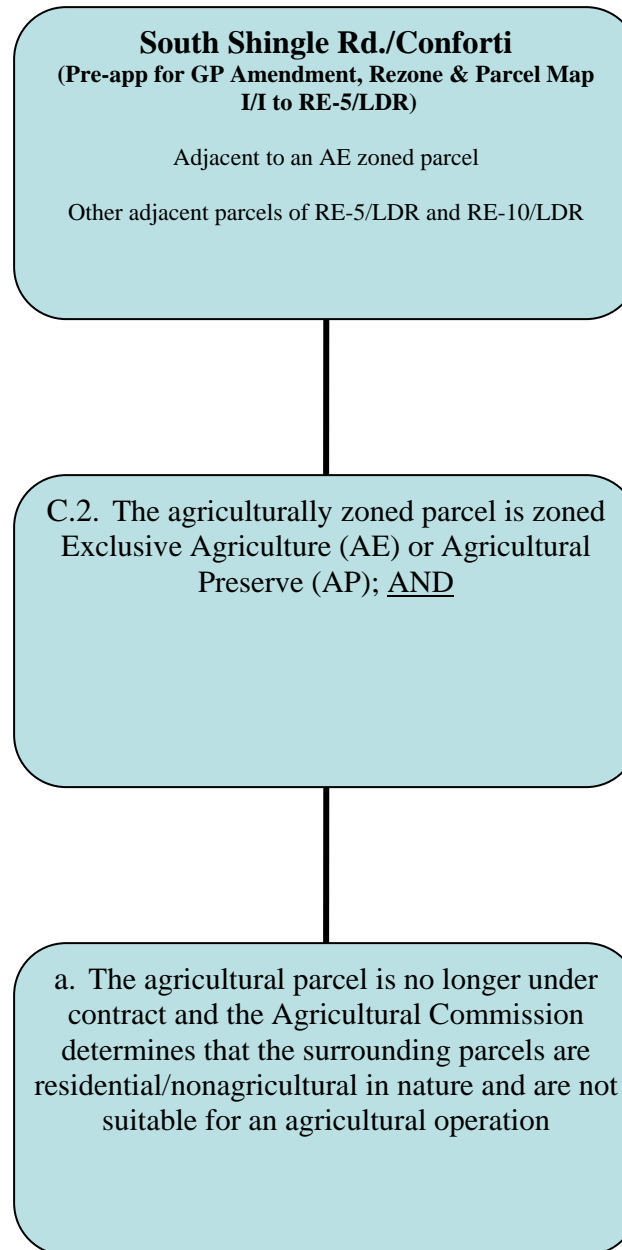 South Shingle Rd./Conforti
(Pre-app for GP Amendment, Rezone & Parcel Map
I/I to RE-5/LDR)
Adjacent to an AE zoned parcel
Other adjacent parcels of RE-5/LDR and RE-10/LDR
C.2. The agriculturally zoned parcel is zoned
Exclusive Agriculture (AE) or Agricultural
Preserve (AP); AND
a. The agricultural parcel is no longer under
contract and the Agricultural Commission
determines that the surrounding parcels are
residential/nonagricultural in nature and are not
suitable for an agricultural operation